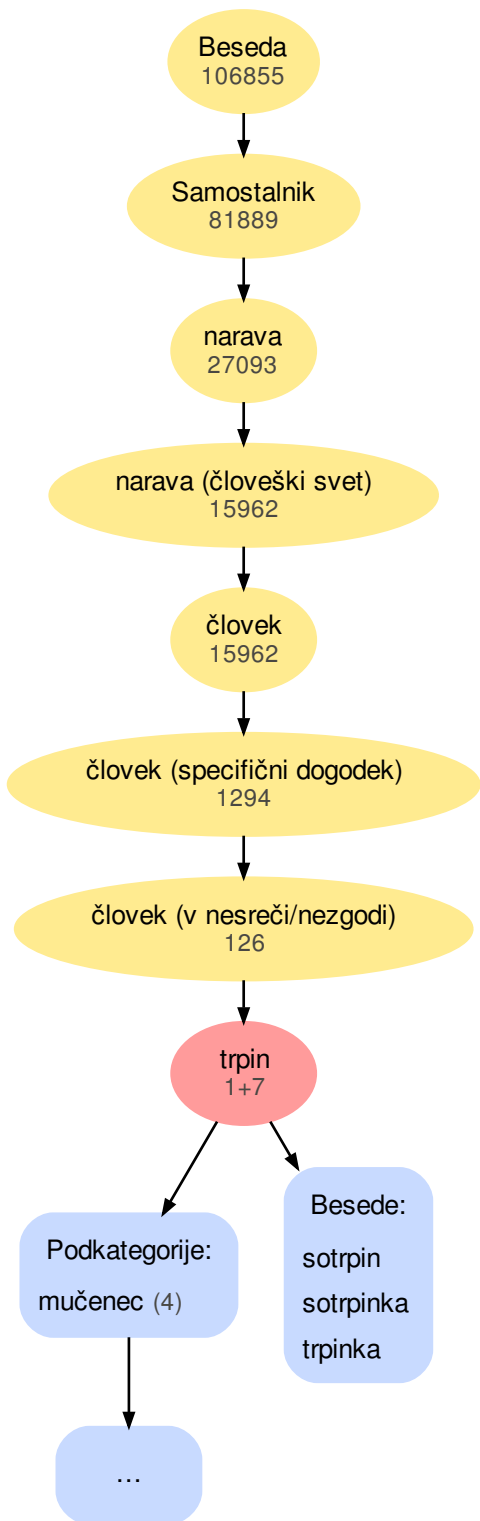 Beseda
106855
Samostalnik
81889
narava
27093
narava (človeški svet)
15962
človek
15962
človek (specifični dogodek)
1294
človek (v nesreči/nezgodi)
126
trpin
1+7
Podkategorije:
mučenec (4)
Besede:
sotrpin
sotrpinka
trpinka
...